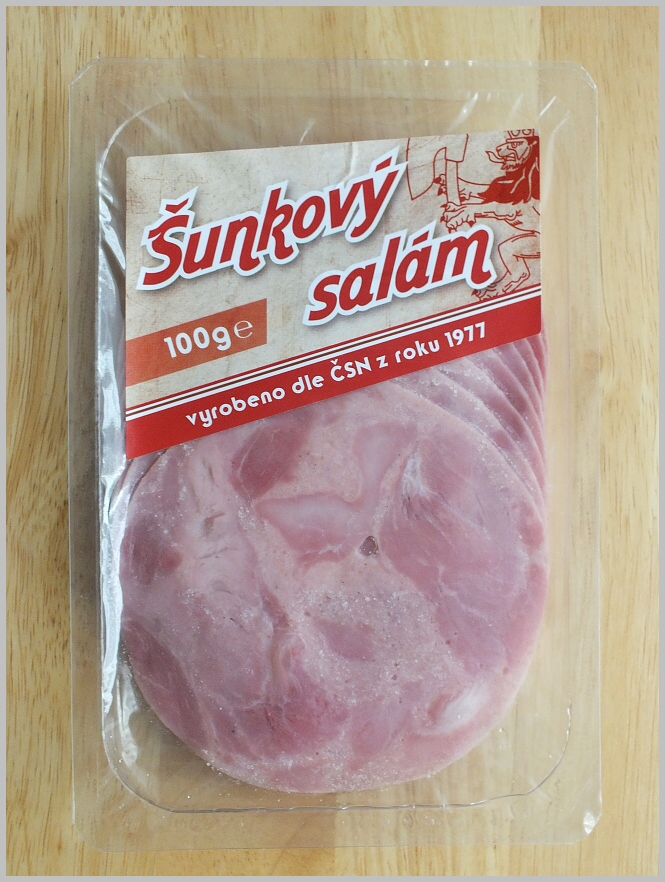 Šunkový
salám
100g℮
vyrobeno dle ČSN z roku 1977